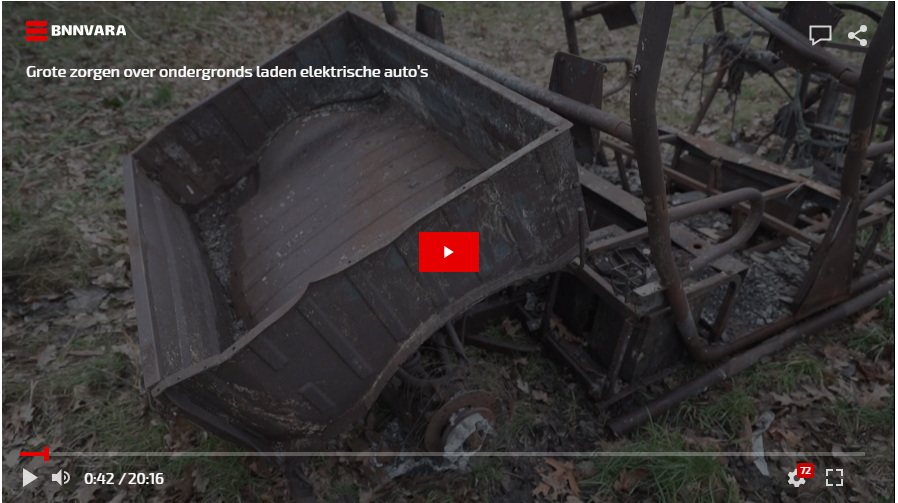 BNNVARA
Grote zorgen over ondergronds laden elektrische auto's
0:42 / 20:16
72